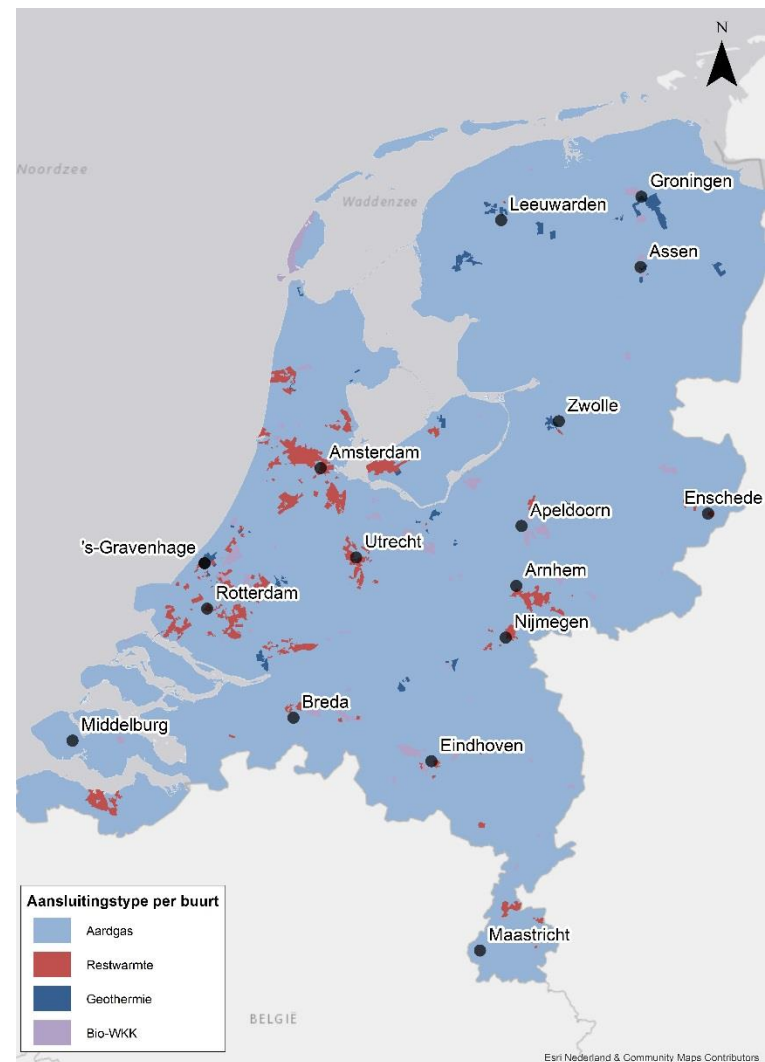 N
Noordzee
Waddenzee
Groningen
Leeuwarden
Assen
Zwolle
Amsterdam
Enschede
Apeldoorn
's-Gravenhage
Utrecht
Arnhem
Rotterdam
Nijmegen
Breda
Middelburg
Eindhoven
Maastricht
Aansluitingstype per buurt
Aardgas
Restwarmte
Geothermie
Bio-WKK
BELGIË
Esri Nederland & Community Maps Contributors